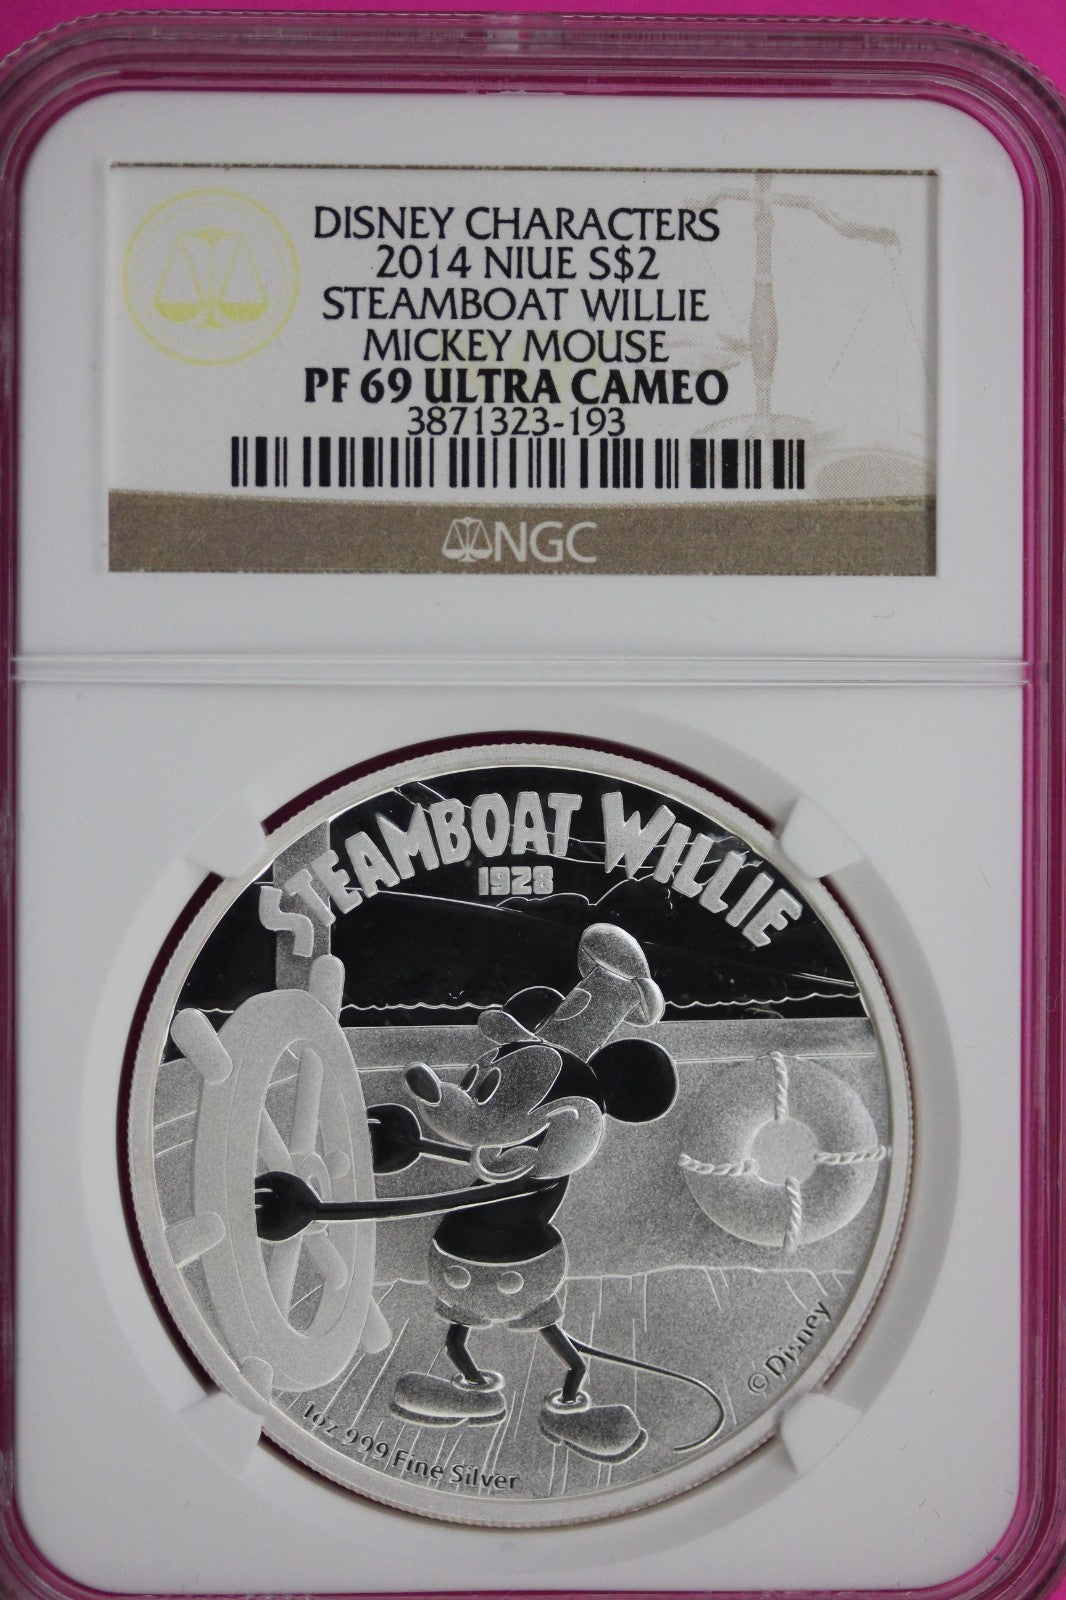 DISNEY CHARACTERS
2014 NIUE S$2
STEAMBOAT WILLIE
MICKEY MOUSE
PF 69 ULTRA CAMEO
3871323-193
NGC
STEAMBOAT WILLIE
1928
© Disney
1oz 999 Fine Silver